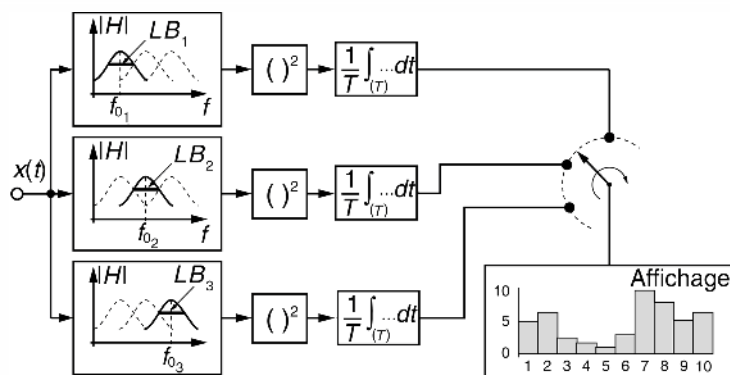 |H| LB1
f01 f
( )² 1/T ∫(T) ...dt
x(t)
|H| LB2
f02 f
( )² 1/T ∫(T) ...dt
|H| LB3
f03 f
( )² 1/T ∫(T) ...dt
Affichage
10
5
0
1 2 3 4 5 6 7 8 9 10